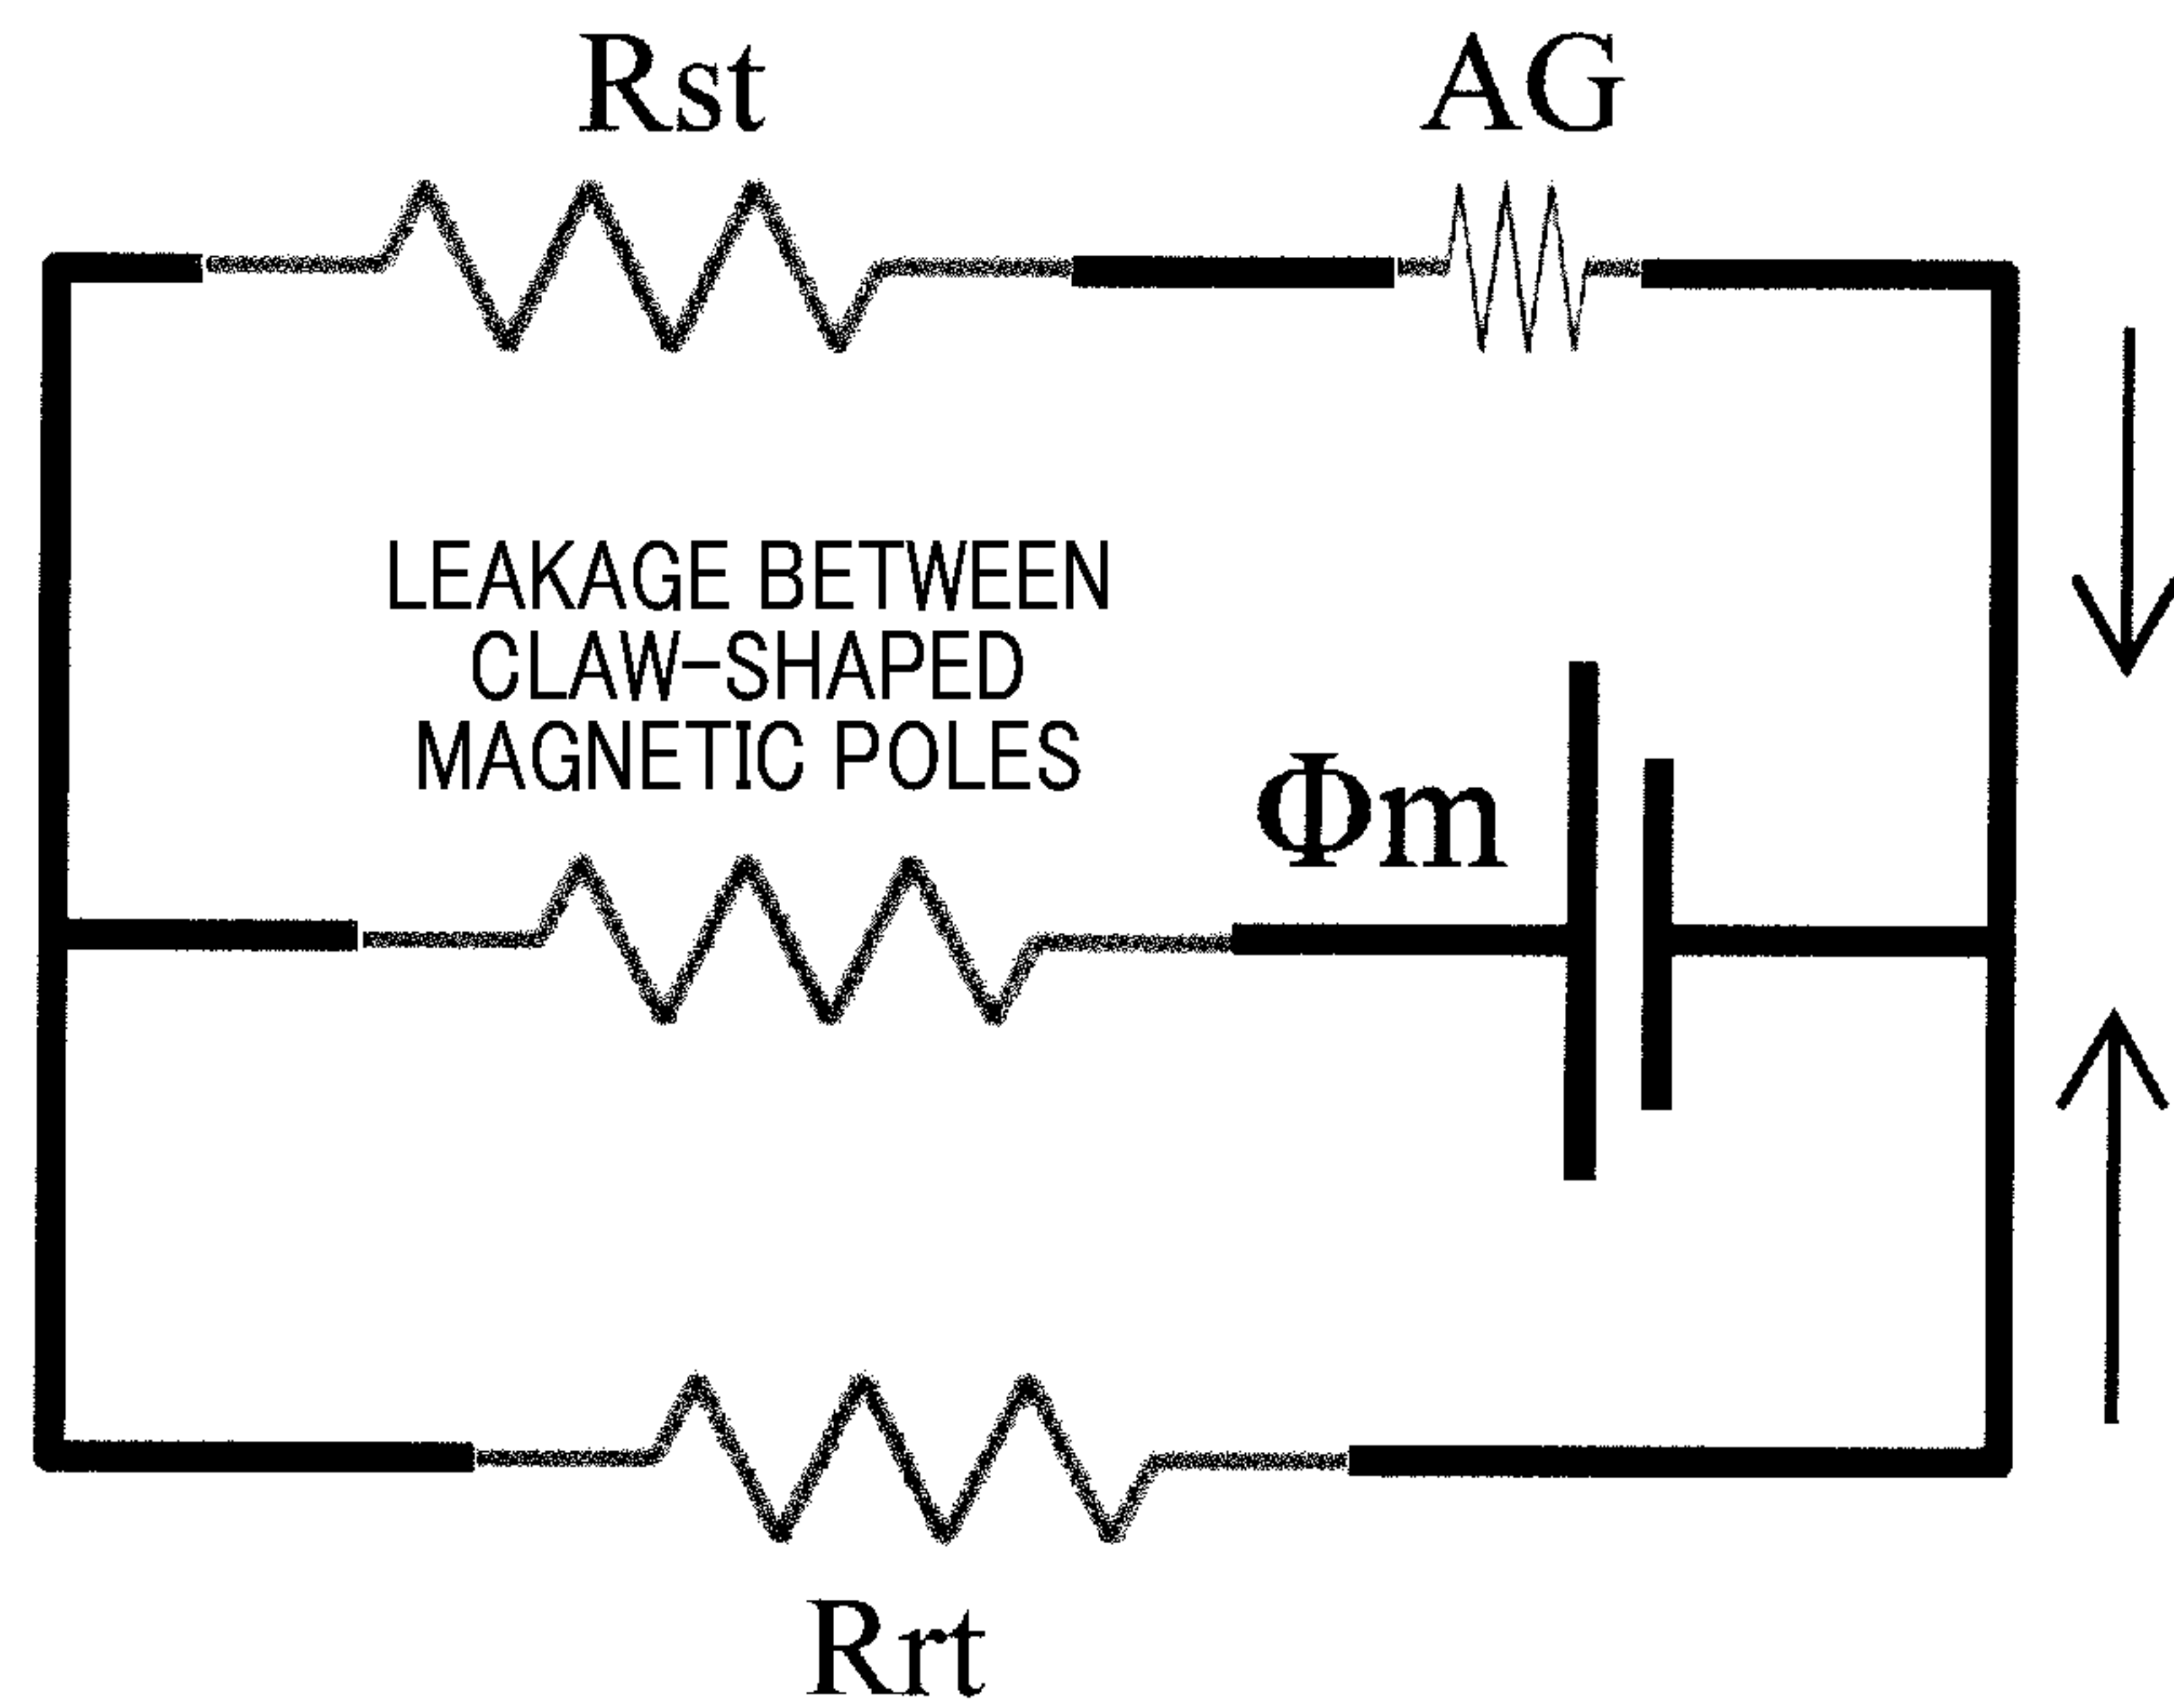 Rst
AG
LEAKAGE BETWEEN
CLAW-SHAPED
MAGNETIC POLES
Φm
Rrt